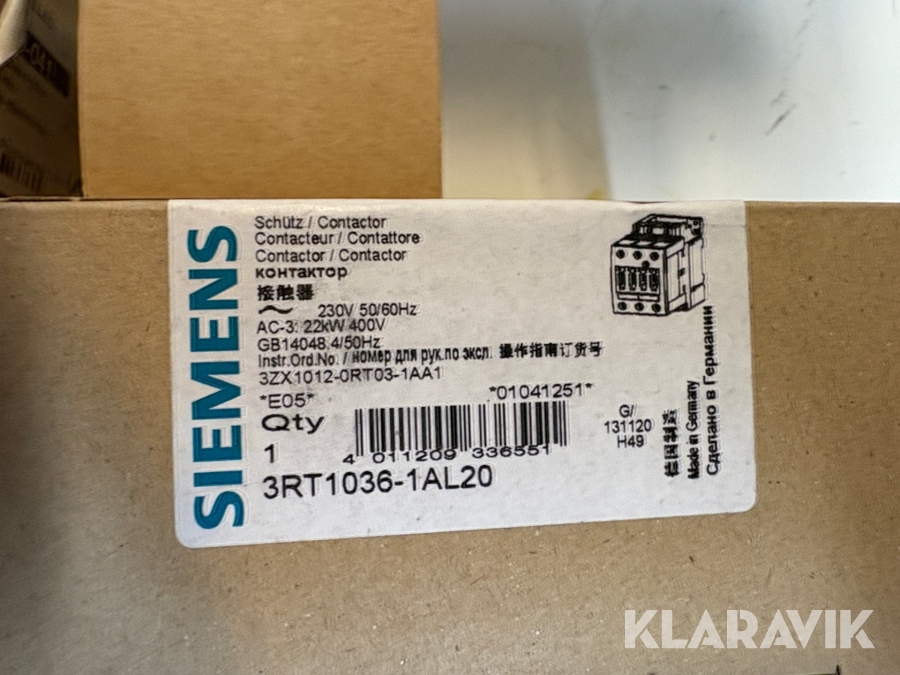 -041
SIEMENS
Schütz / Contactor
Contacteur / Contattore
Contactor / Contactor
контактор
接触器
~ 230V 50/60Hz
AC-3: 22kW 400V
GB14048.4/50Hz
Instr.Ord.No. / номер для рук.по экспл. 操作指南订货号
3ZX1012-0RT03-1AA1
*E05* *01041251*
Qty
1
4 011209 336551
3RT1036-1AL20
G/
131120
H49
德国制造
Made in Germany
Сделано в Германии
KLARAVIK